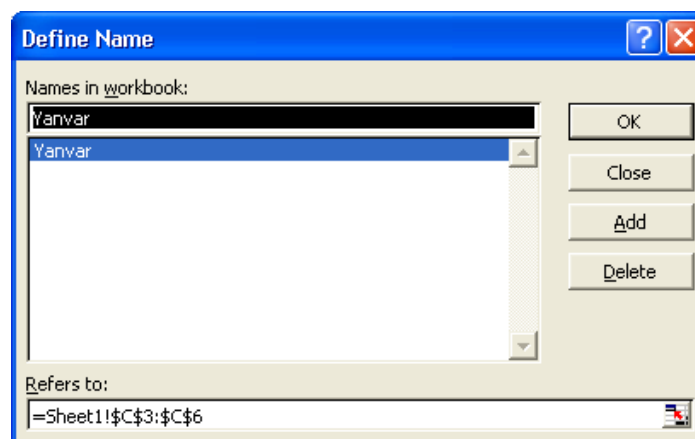 Define Name
Names in workbook:
Yanvar
Yanvar
OK
Close
Add
Delete
Refers to:
=Sheet1!$C$3:$C$6